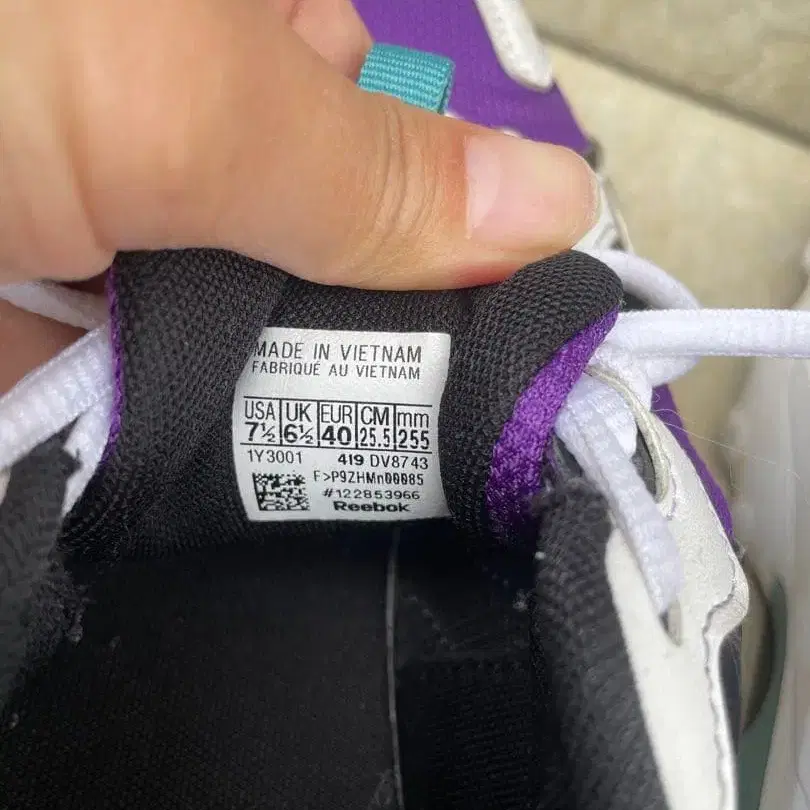 MADE IN VIETNAM
FABRIQUÉ AU VIETNAM
USA UK EUR CM mm
7½ 6½ 40 25.5 255
1Y3001 419 DV8743
F>P9ZHMn00085
#122853966
Reebok